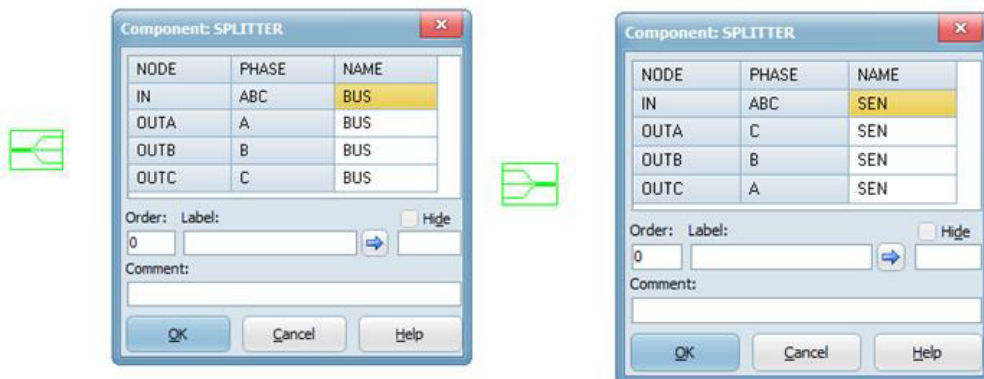 Component: SPLITTER
NODE PHASE NAME
IN ABC BUS
OUTA A BUS
OUTB B BUS
OUTC C BUS
Order: Label: Hide
0
Comment:
OK Cancel Help
Component: SPLITTER
NODE PHASE NAME
IN ABC SEN
OUTA C SEN
OUTB B SEN
OUTC A SEN
Order: Label: Hide
0
Comment:
OK Cancel Help